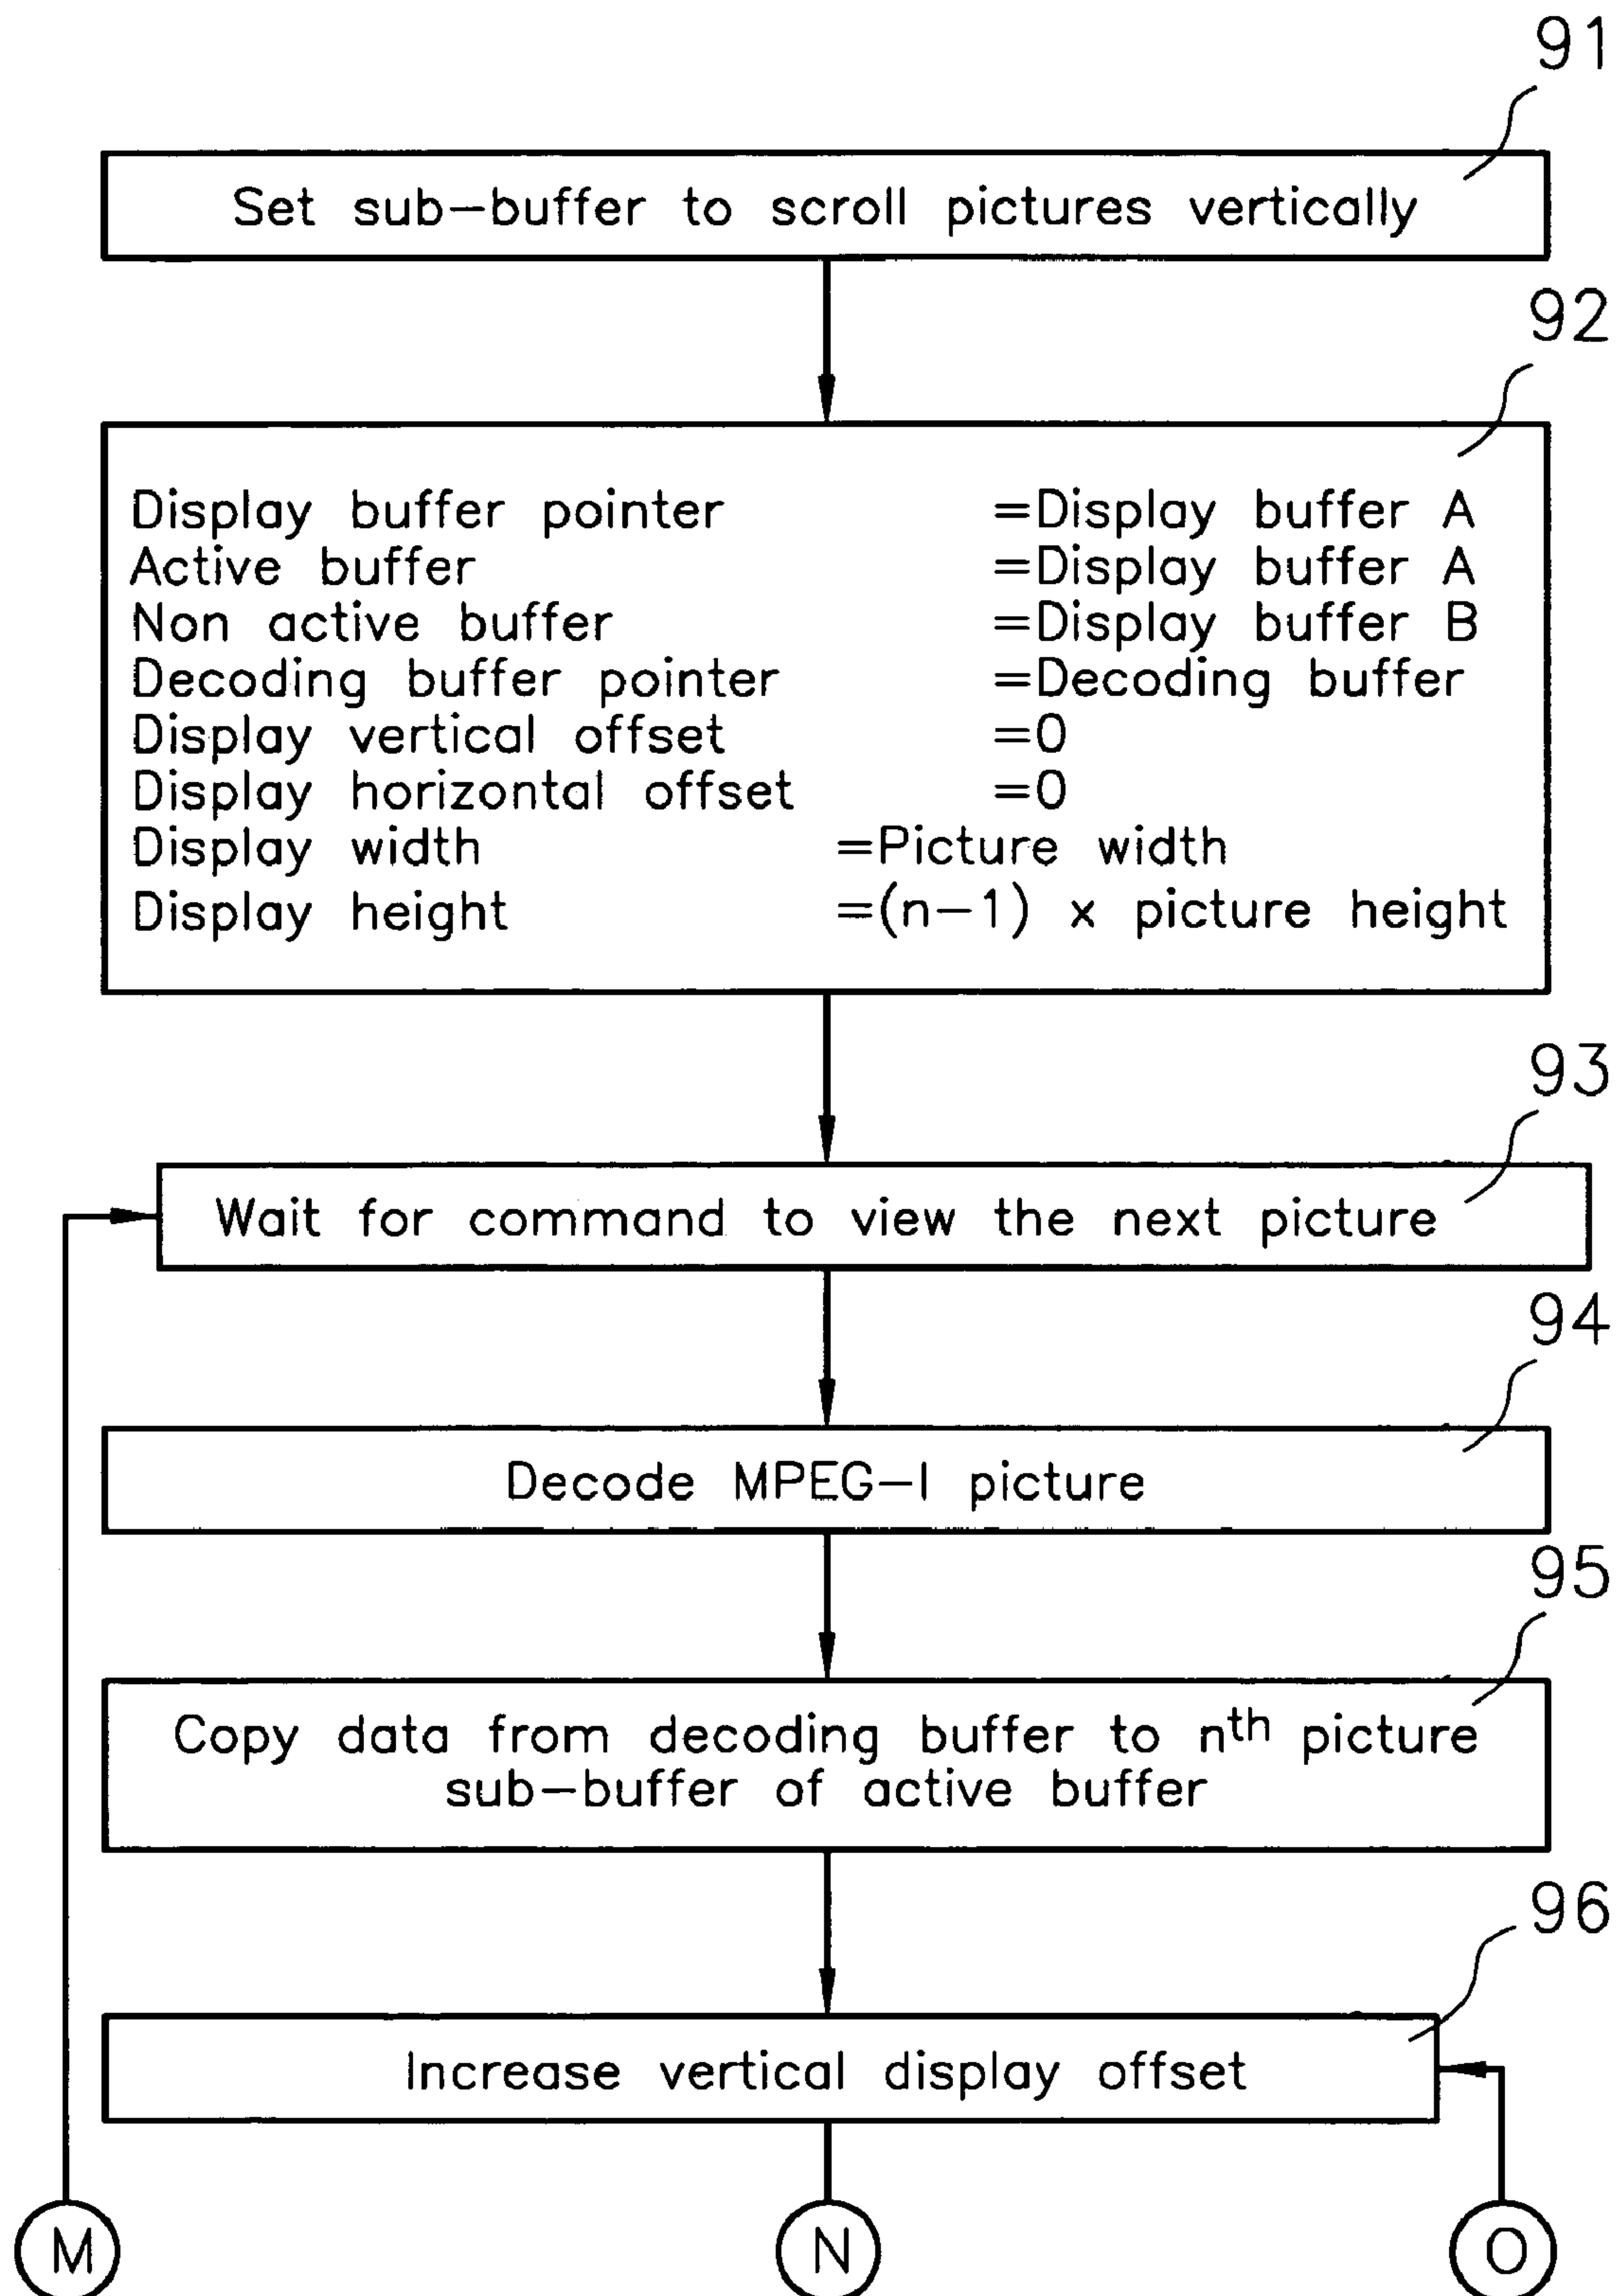 91
Set sub-buffer to scroll pictures vertically
92
Display buffer pointer =Display buffer A
Active buffer =Display buffer A
Non active buffer =Display buffer B
Decoding buffer pointer =Decoding buffer
Display vertical offset =0
Display horizontal offset =0
Display width =Picture width
Display height =(n-1) x picture height
93
Wait for command to view the next picture
94
Decode MPEG-I picture
95
Copy data from decoding buffer to nth picture
sub-buffer of active buffer
96
Increase vertical display offset
M
N
O